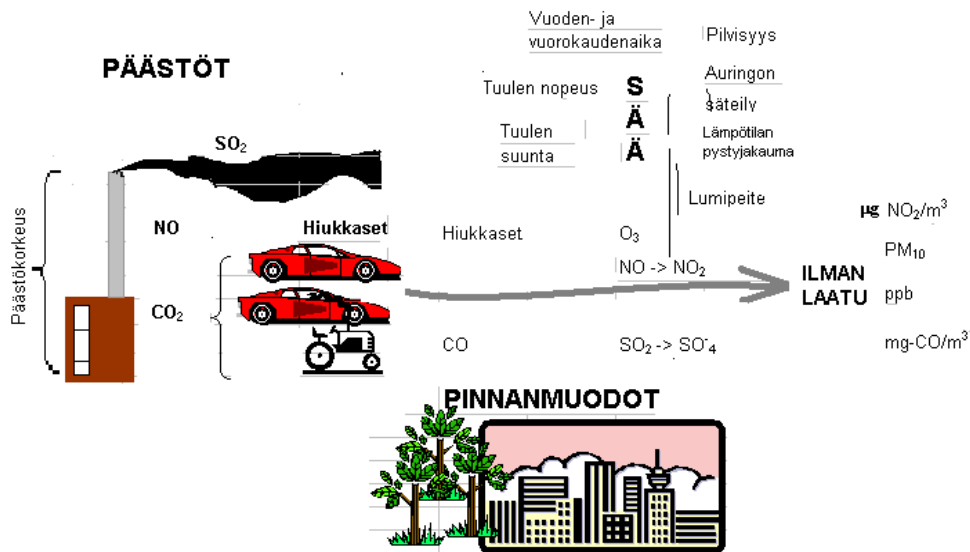 PÄÄSTÖT
Vuoden- ja
vuorokaudenaika
Pilvisyys
Tuulen nopeus
Tuulen
suunta
S
Ä
Ä
Auringon
säteily
Lämpötilan
pystyjakauma
Lumipeite
SO₂
Päästökorkeus
NO
Hiukkaset
CO₂
Hiukkaset
O₃
NO -> NO₂
CO
SO₂ -> SO⁻₄
ILMAN
LAATU
µg NO₂/m³
PM₁₀
ppb
mg-CO/m³
PINNANMUODOT